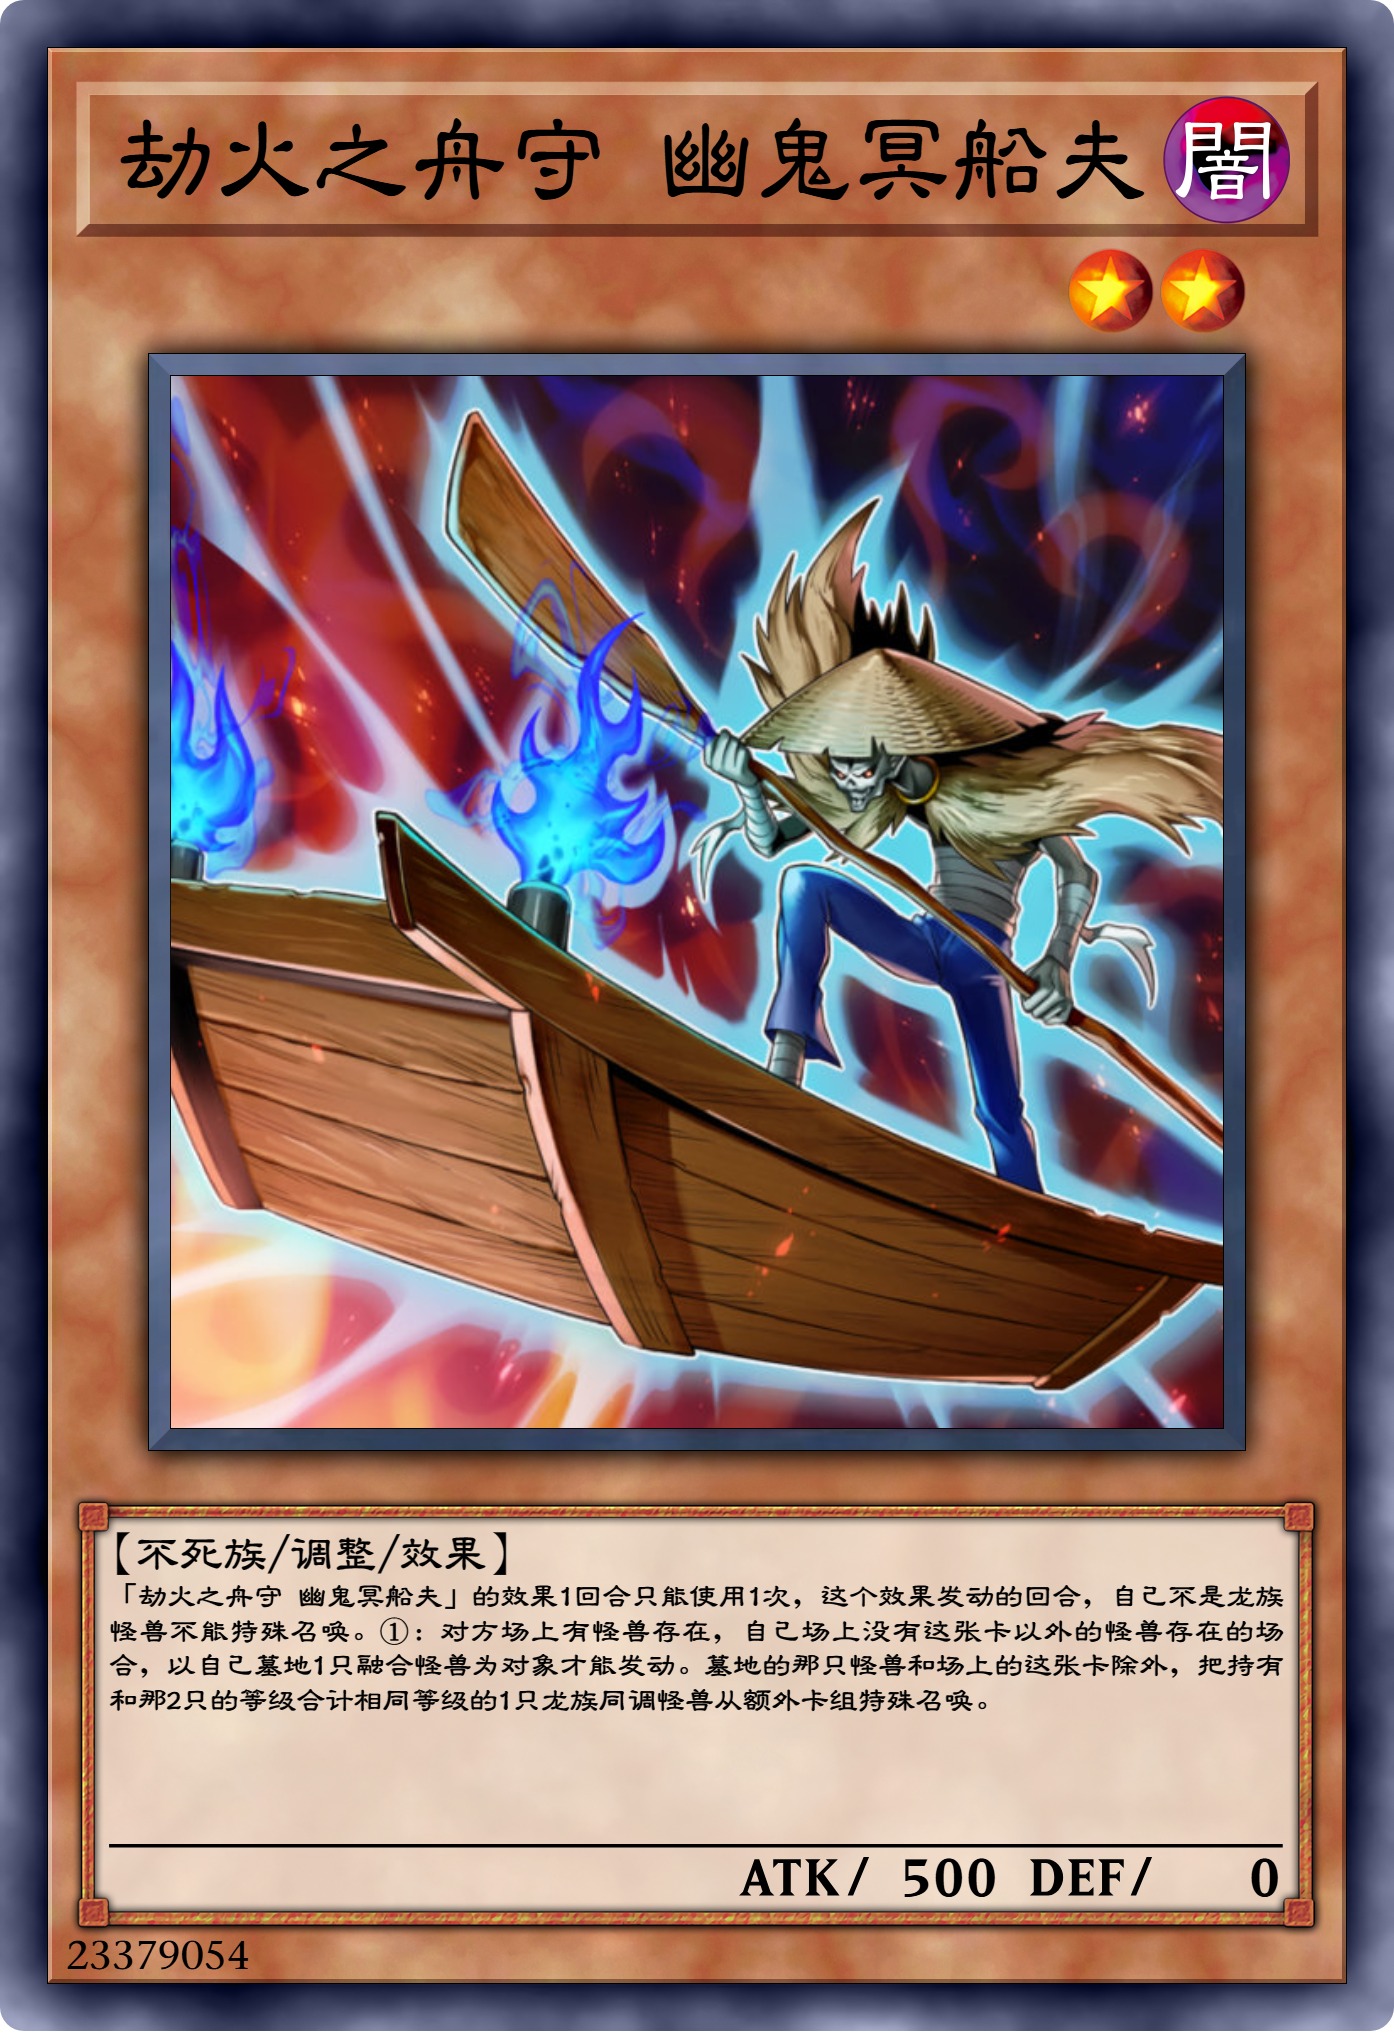 劫火之舟守 幽鬼冥船夫
闇
【不死族/调整/效果】
「劫火之舟守 幽鬼冥船夫」的效果1回合只能使用1次，这个效果发动的回合，自己不是龙族
怪兽不能特殊召唤。①：对方场上有怪兽存在，自己场上没有这张卡以外的怪兽存在的场
合，以自己墓地1只融合怪兽为对象才能发动。墓地的那只怪兽和场上的这张卡除外，把持有
和那2只的等级合计相同等级的1只龙族同调怪兽从额外卡组特殊召唤。
ATK/ 500 DEF/ 0
23379054